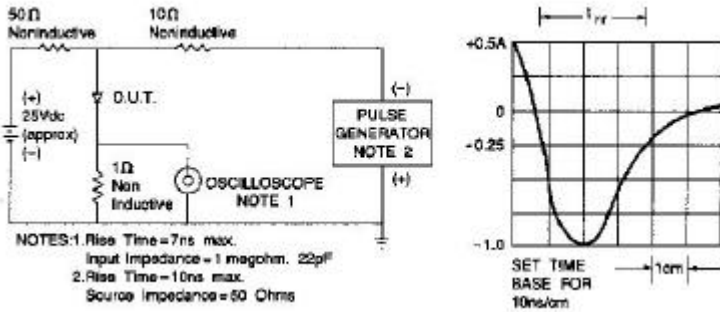 50Ω
Noninductive
10Ω
Noninductive
(+)
25Vdc
(approx)
(-)
D.U.T.
1Ω
Non
Inductive
OSCILLOSCOPE
NOTE 1
(-)
PULSE
GENERATOR
NOTE 2
(+)
NOTES:1.Rise Time=7ns max.
Input Impedance=1 megohm. 22pF
2.Rise Time=10ns max.
Source Impedance=50 Ohms
trr
+0.5A
0
-0.25
-1.0
SET TIME
BASE FOR
10ns/cm
1cm